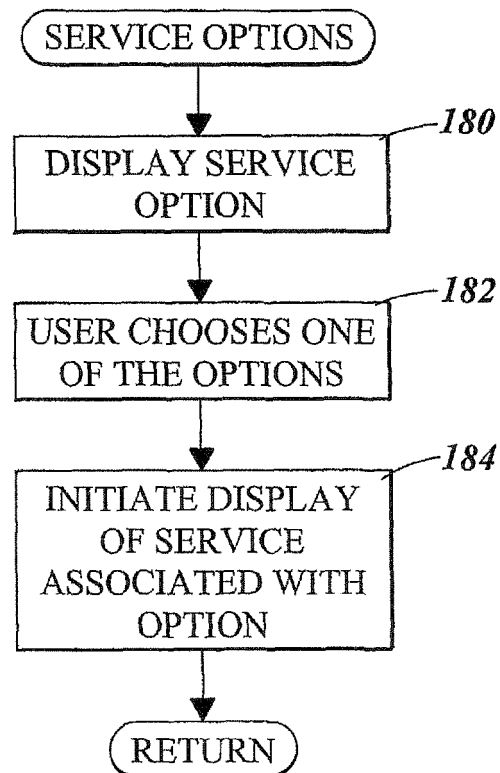 SERVICE OPTIONS
180
DISPLAY SERVICE
OPTION
182
USER CHOOSES ONE
OF THE OPTIONS
184
INITIATE DISPLAY
OF SERVICE
ASSOCIATED WITH
OPTION
RETURN